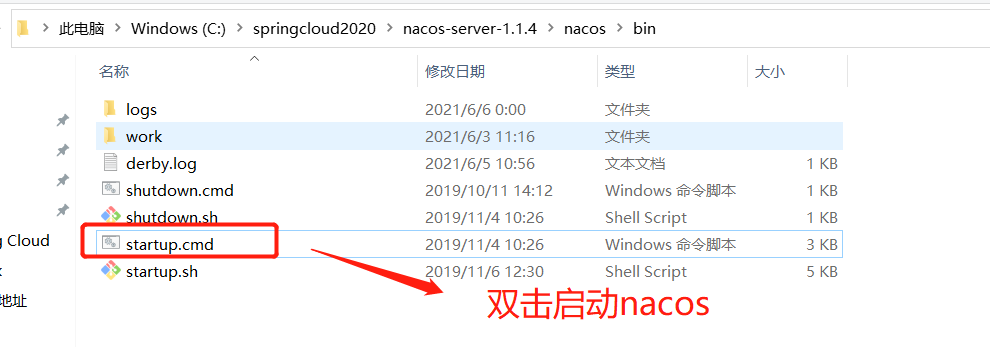 此电脑 > Windows (C:) > springcloud2020 > nacos-server-1.1.4 > nacos > bin
名称 修改日期 类型 大小
logs 2021/6/6 0:00 文件夹
work 2021/6/3 11:16 文件夹
derby.log 2021/6/5 10:56 文本文档 1 KB
shutdown.cmd 2019/10/11 14:12 Windows 命令脚本 1 KB
shutdown.sh 2019/11/4 10:26 Shell Script 1 KB
g Cloud
startup.cmd 2019/11/4 10:26 Windows 命令脚本 3 KB
startup.sh 2019/11/6 12:30 Shell Script 5 KB
地址
双击启动nacos